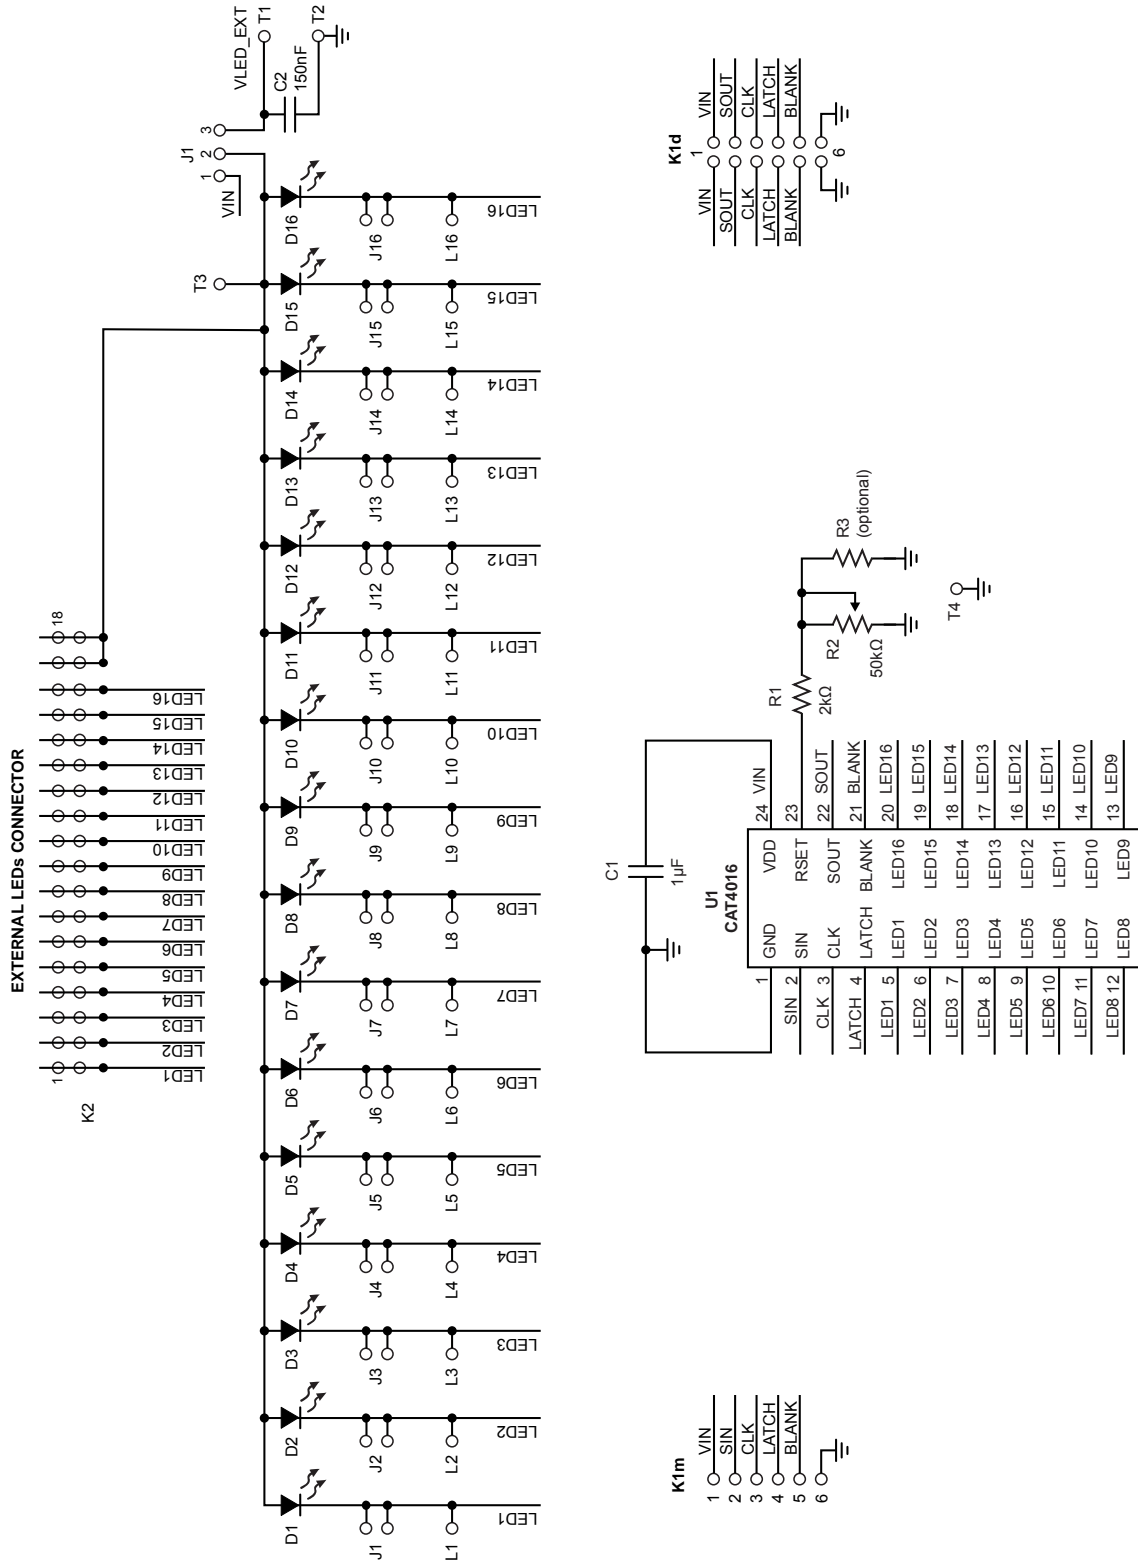 EXTERNAL LEDs CONNECTOR
K2
1
18
LED1
LED2
LED3
LED4
LED5
LED6
LED7
LED8
LED9
LED10
LED11
LED12
LED13
LED14
LED15
LED16
T3
VIN
J1
1
2
3
VLED_EXT
T1
C2
150nF
T2
D1
D2
D3
D4
D5
D6
D7
D8
D9
D10
D11
D12
D13
D14
D15
D16
J1
J2
J3
J4
J5
J6
J7
J8
J9
J10
J11
J12
J13
J14
J15
J16
L1
L2
L3
L4
L5
L6
L7
L8
L9
L10
L11
L12
L13
L14
L15
L16
LED1
LED2
LED3
LED4
LED5
LED6
LED7
LED8
LED9
LED10
LED11
LED12
LED13
LED14
LED15
LED16
K1m
1 VIN
2 SIN
3 CLK
4 LATCH
5 BLANK
6
C1
1µF
U1
CAT4016
1 GND VDD 24 VIN
SIN 2 SIN RSET 23
CLK 3 CLK SOUT 22 SOUT
LATCH 4 LATCH BLANK 21 BLANK
LED1 5 LED1 LED16 20 LED16
LED2 6 LED2 LED15 19 LED15
LED3 7 LED3 LED14 18 LED14
LED4 8 LED4 LED13 17 LED13
LED5 9 LED5 LED12 16 LED12
LED6 10 LED6 LED11 15 LED11
LED7 11 LED7 LED10 14 LED10
LED8 12 LED8 LED9 13 LED9
R1
2kΩ
R2
50kΩ
R3
(optional)
T4
K1d
1
VIN VIN
SOUT SOUT
CLK CLK
LATCH LATCH
BLANK BLANK
6